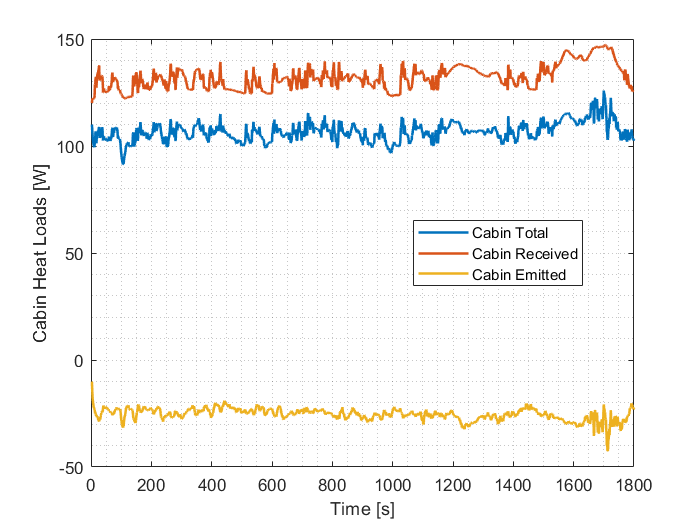 150
100
50
0
-50
Cabin Heat Loads [W]
Cabin Total
Cabin Received
Cabin Emitted
0 200 400 600 800 1000 1200 1400 1600 1800
Time [s]